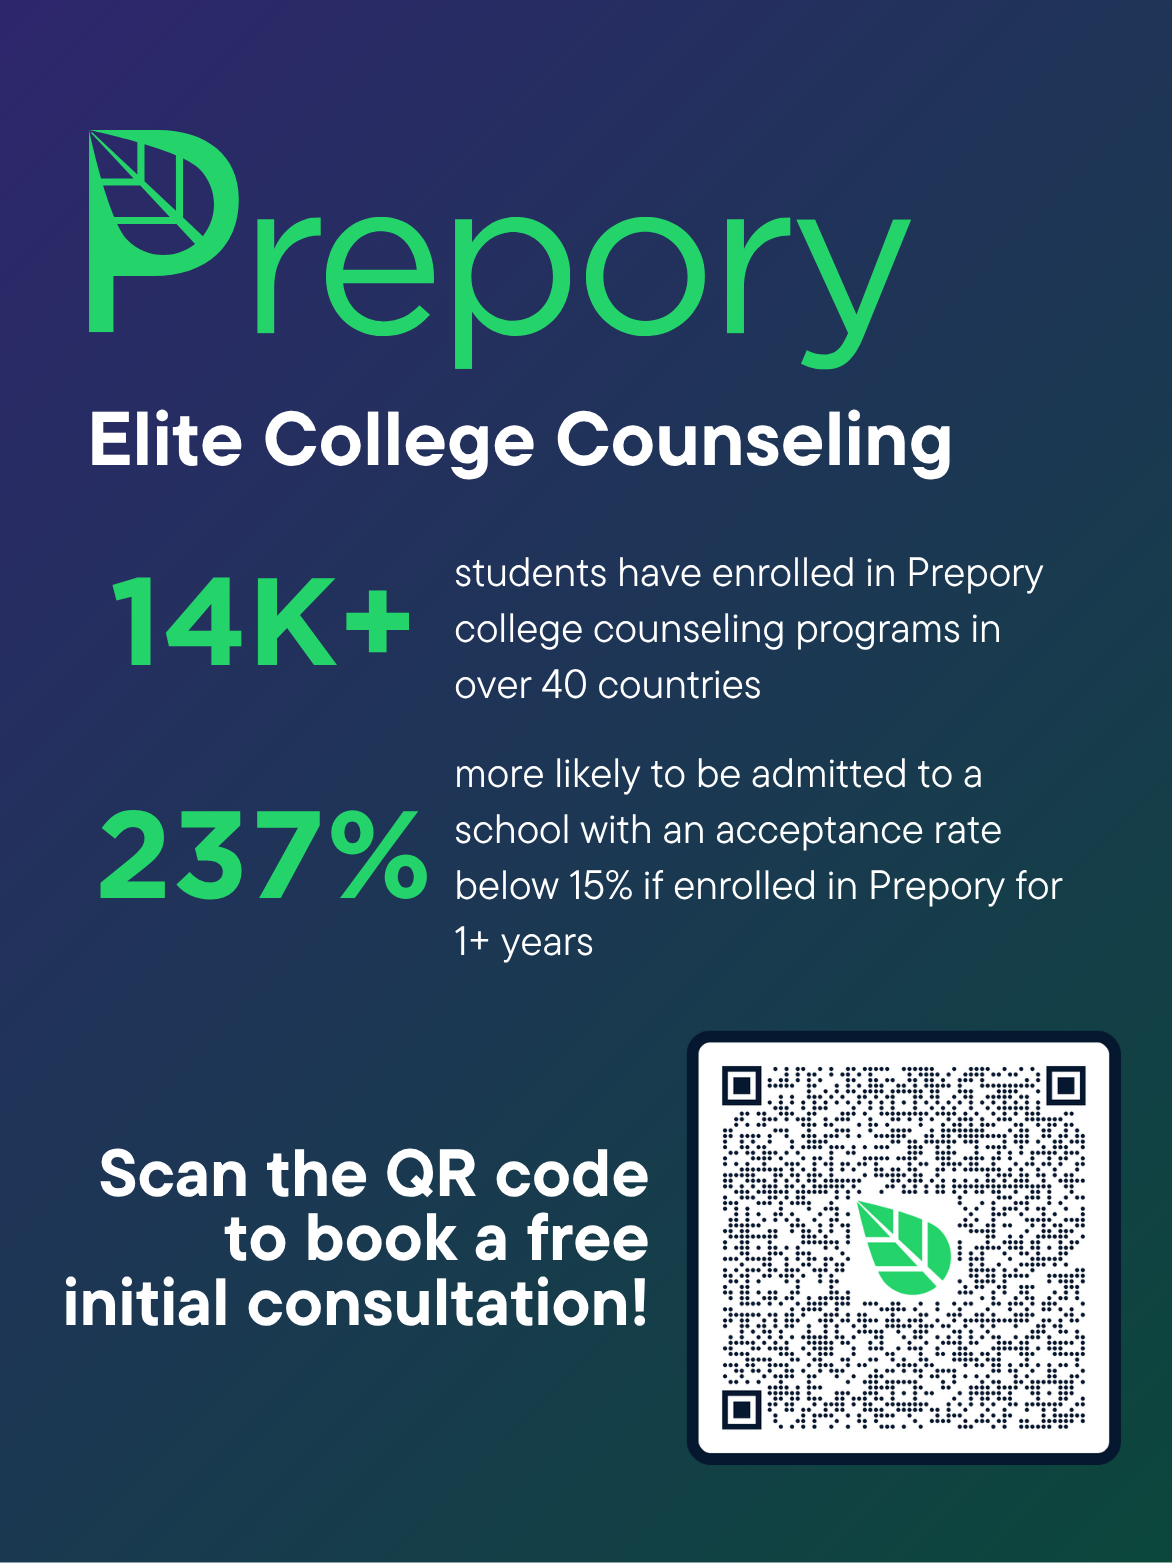 Prepory
Elite College Counseling
14K+
students have enrolled in Prepory
college counseling programs in
over 40 countries
237%
more likely to be admitted to a
school with an acceptance rate
below 15% if enrolled in Prepory for
1+ years
Scan the QR code
to book a free
initial consultation!